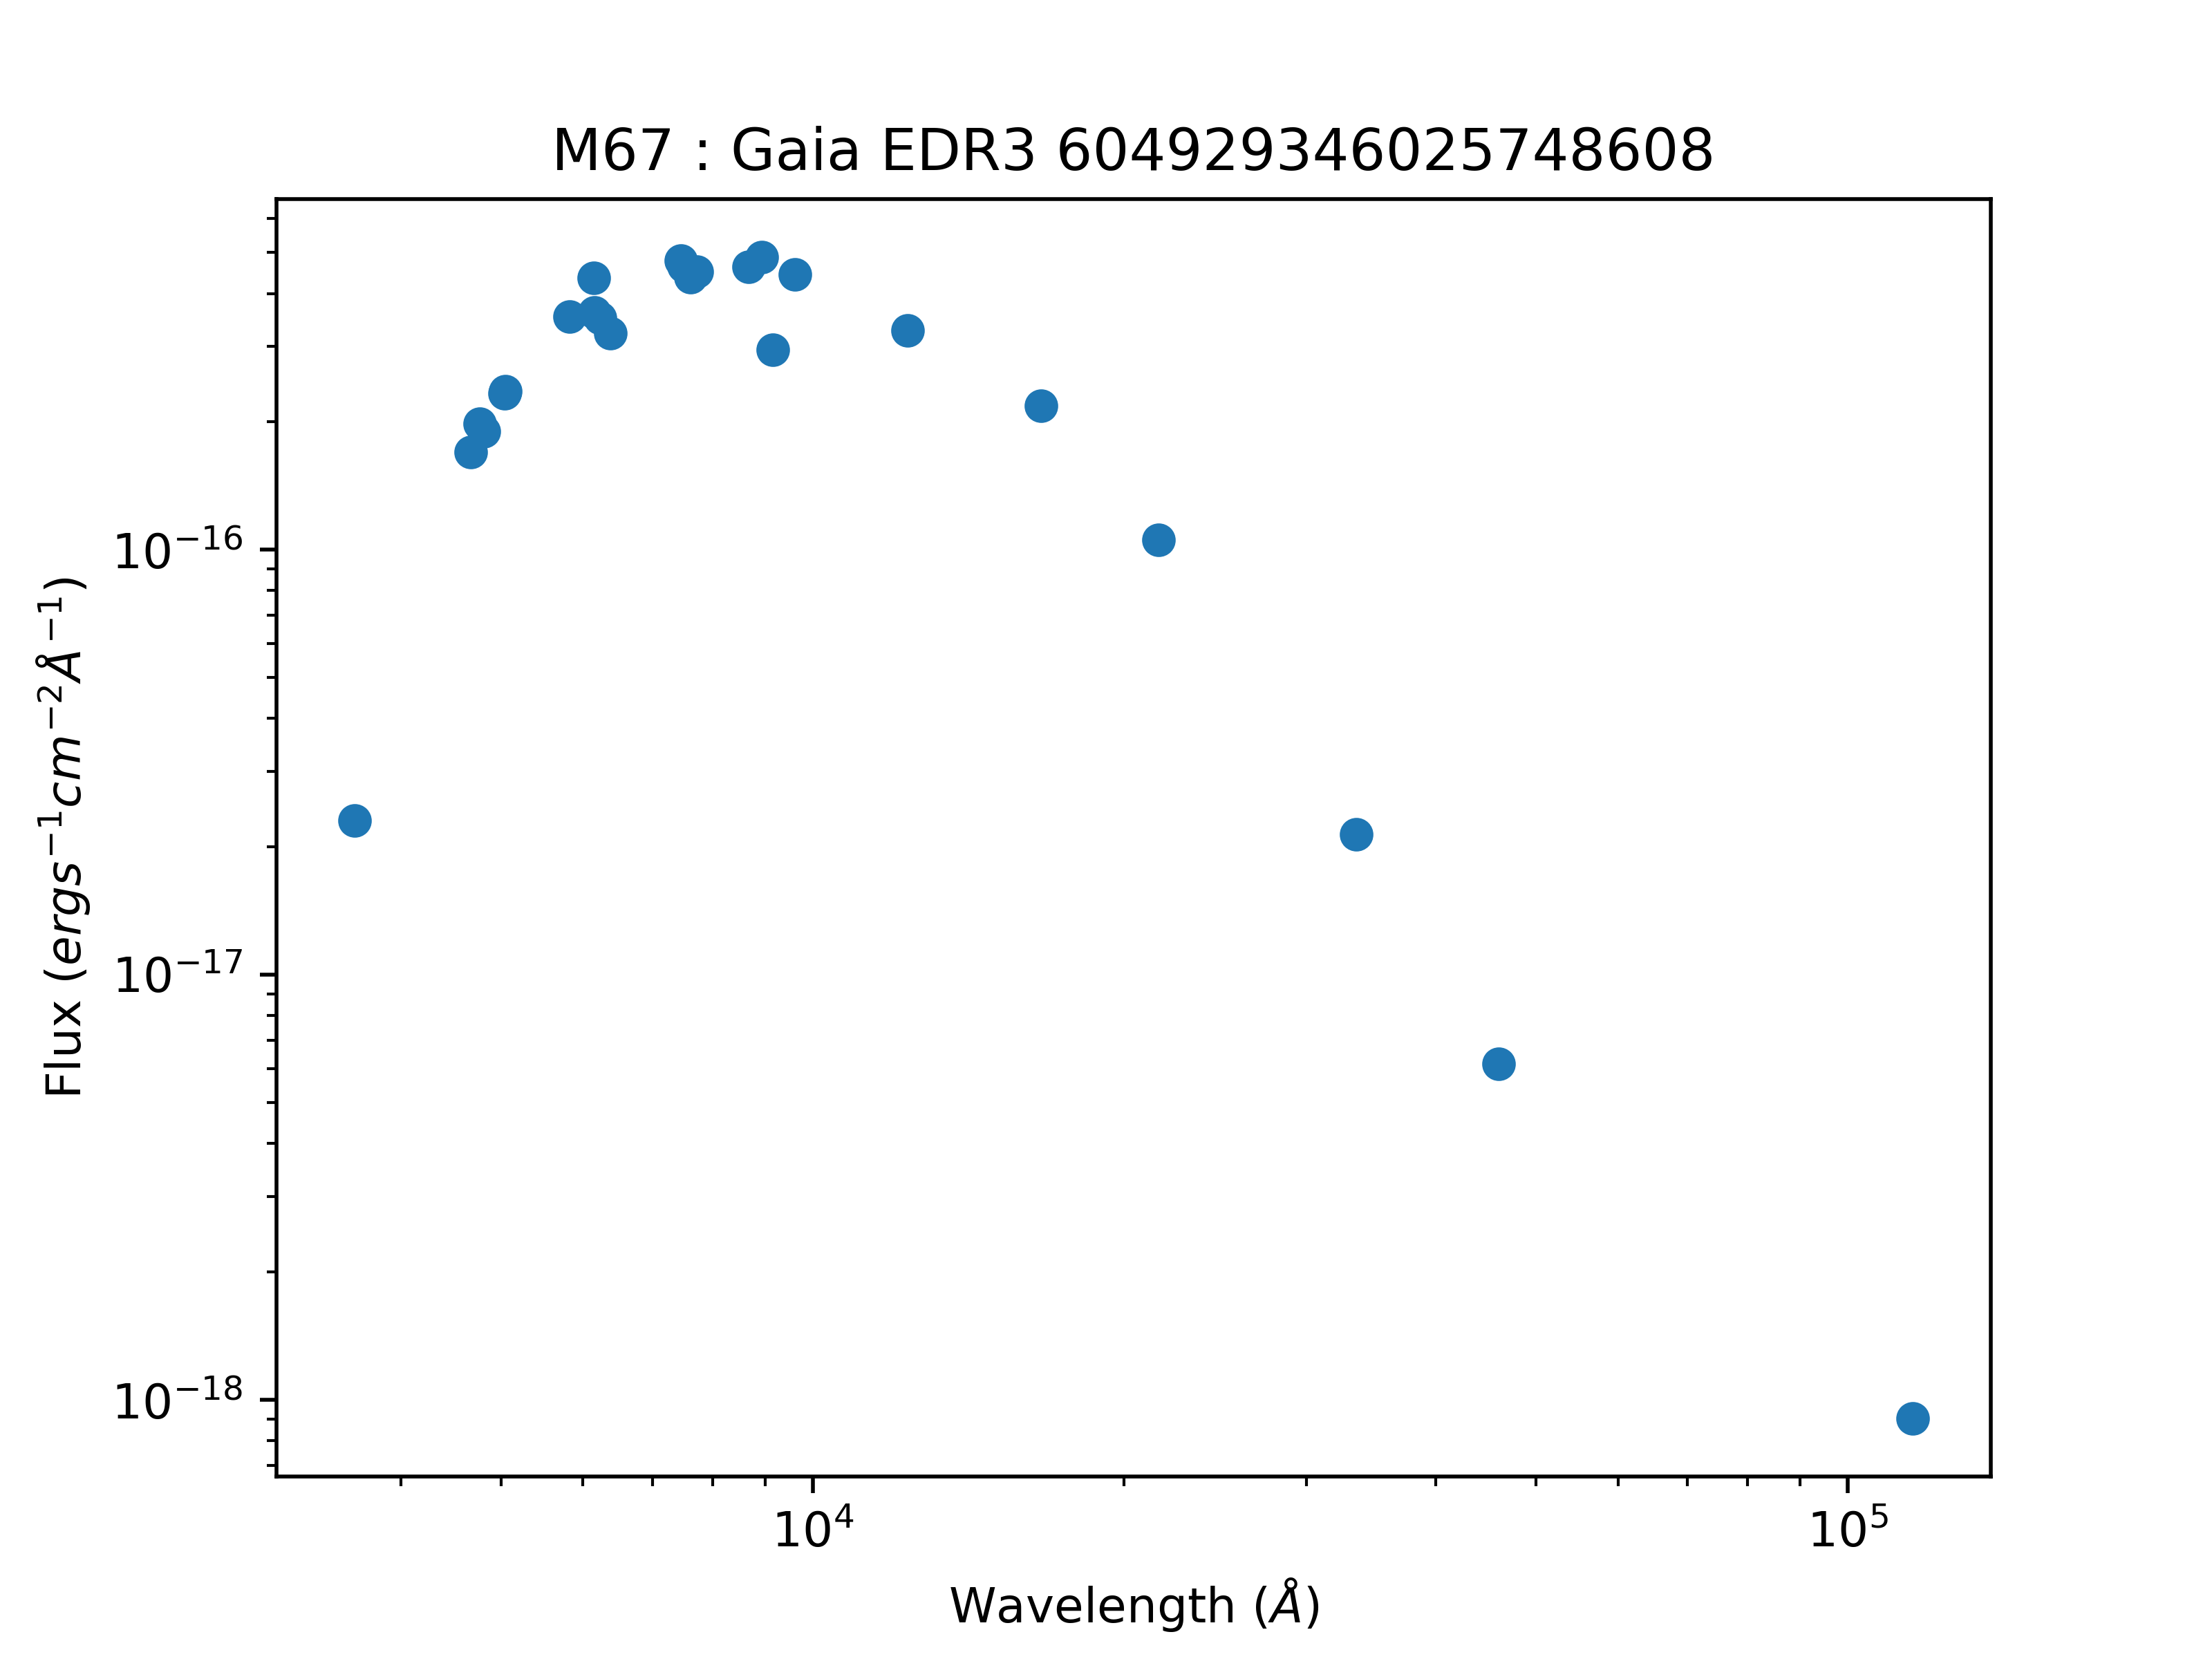 M67 : Gaia EDR3 604929346025748608
Flux (ergs⁻¹cm⁻²Å⁻¹)
10⁻¹⁶
10⁻¹⁷
10⁻¹⁸
10⁴ 10⁵
Wavelength (Å)